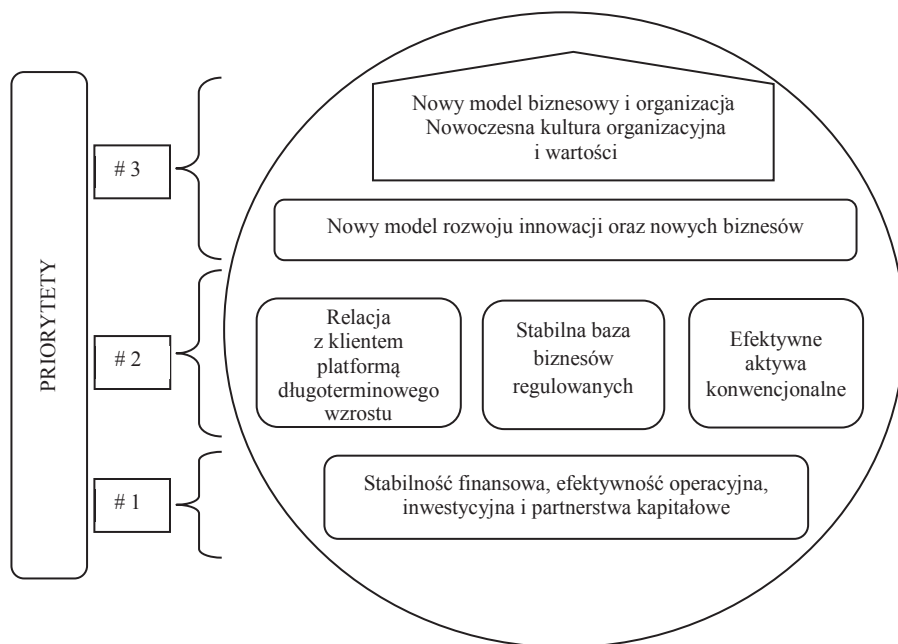 PRIORYTETY
# 3
Nowy model biznesowy i organizacja
Nowoczesna kultura organizacyjna
i wartości
Nowy model rozwoju innowacji oraz nowych biznesów
# 2
Relacja
z klientem
platformą
długoterminowego
wzrostu
Stabilna baza
biznesów
regulowanych
Efektywne
aktywa
konwencjonalne
# 1
Stabilność finansowa, efektywność operacyjna,
inwestycyjna i partnerstwa kapitałowe